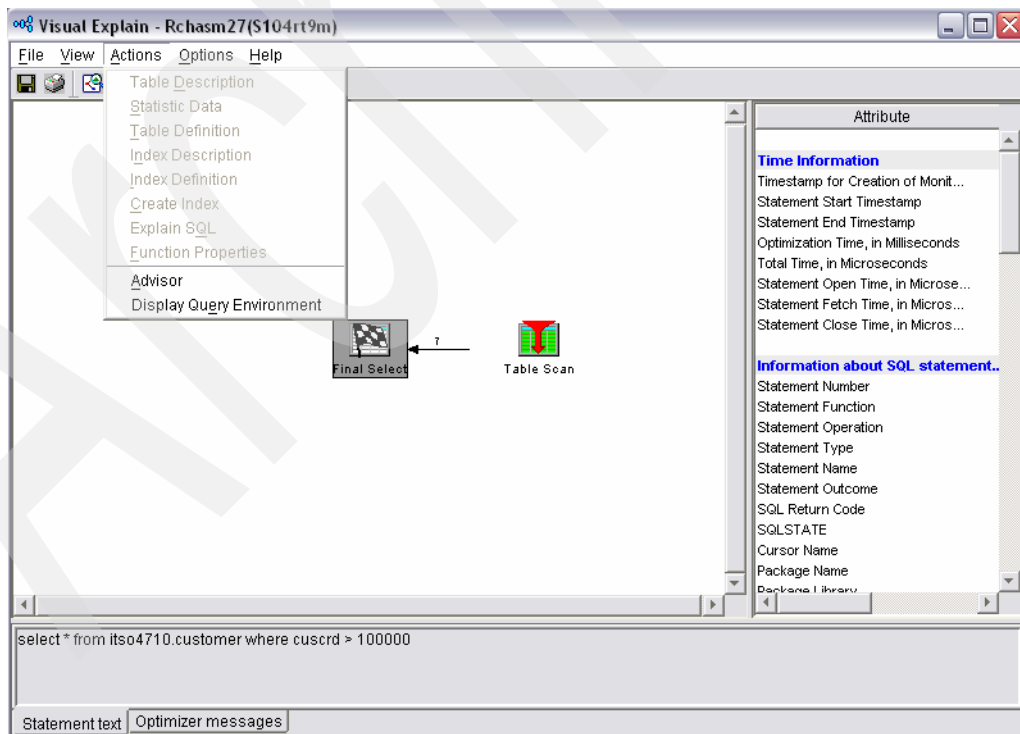 Visual Explain - Rchasm27(S104rt9m)
File View Actions Options Help
Table Description
Statistic Data
Table Definition
Index Description
Index Definition
Create Index
Explain SQL
Function Properties
Advisor
Display Query Environment
7
Final Select
Table Scan
Attribute
Time Information
Timestamp for Creation of Monit...
Statement Start Timestamp
Statement End Timestamp
Optimization Time, in Milliseconds
Total Time, in Microseconds
Statement Open Time, in Microse...
Statement Fetch Time, in Micros...
Statement Close Time, in Micros...
Information about SQL statement..
Statement Number
Statement Function
Statement Operation
Statement Type
Statement Name
Statement Outcome
SQL Return Code
SQLSTATE
Cursor Name
Package Name
Package Library
select * from itso4710.customer where cuscrd > 100000
Statement text Optimizer messages